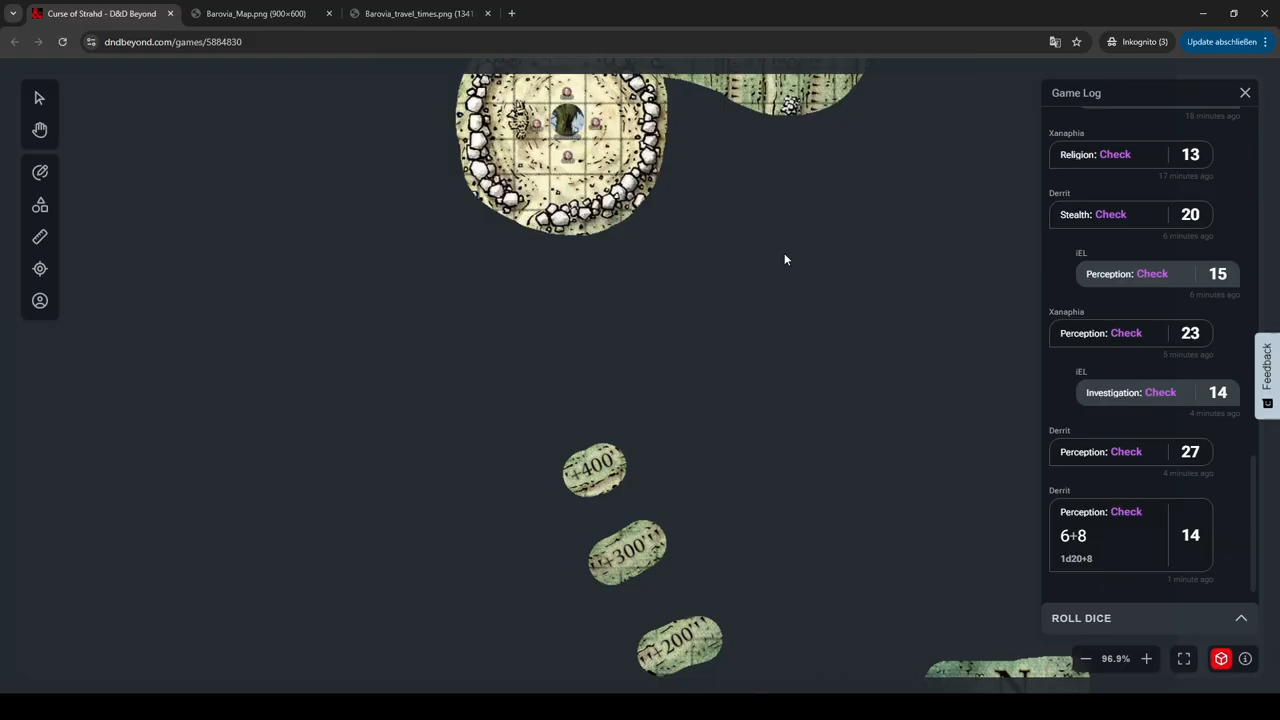 Curse of Strahd - D&D Beyond
Barovia_Map.png (900×600)
Barovia_travel_times.png (1341
dndbeyond.com/games/5884830
Inkognito (3)
Update abschließen
Game Log
18 minutes ago
Xanaphia
Religion: Check 13
17 minutes ago
Derrit
Stealth: Check 20
6 minutes ago
iEL
Perception: Check 15
6 minutes ago
Xanaphia
Perception: Check 23
5 minutes ago
iEL
Investigation: Check 14
4 minutes ago
Derrit
Perception: Check 27
4 minutes ago
Derrit
Perception: Check
6+8 14
1d20+8
1 minute ago
ROLL DICE
96.9%
Feedback
+400'
+300'
+200'
N